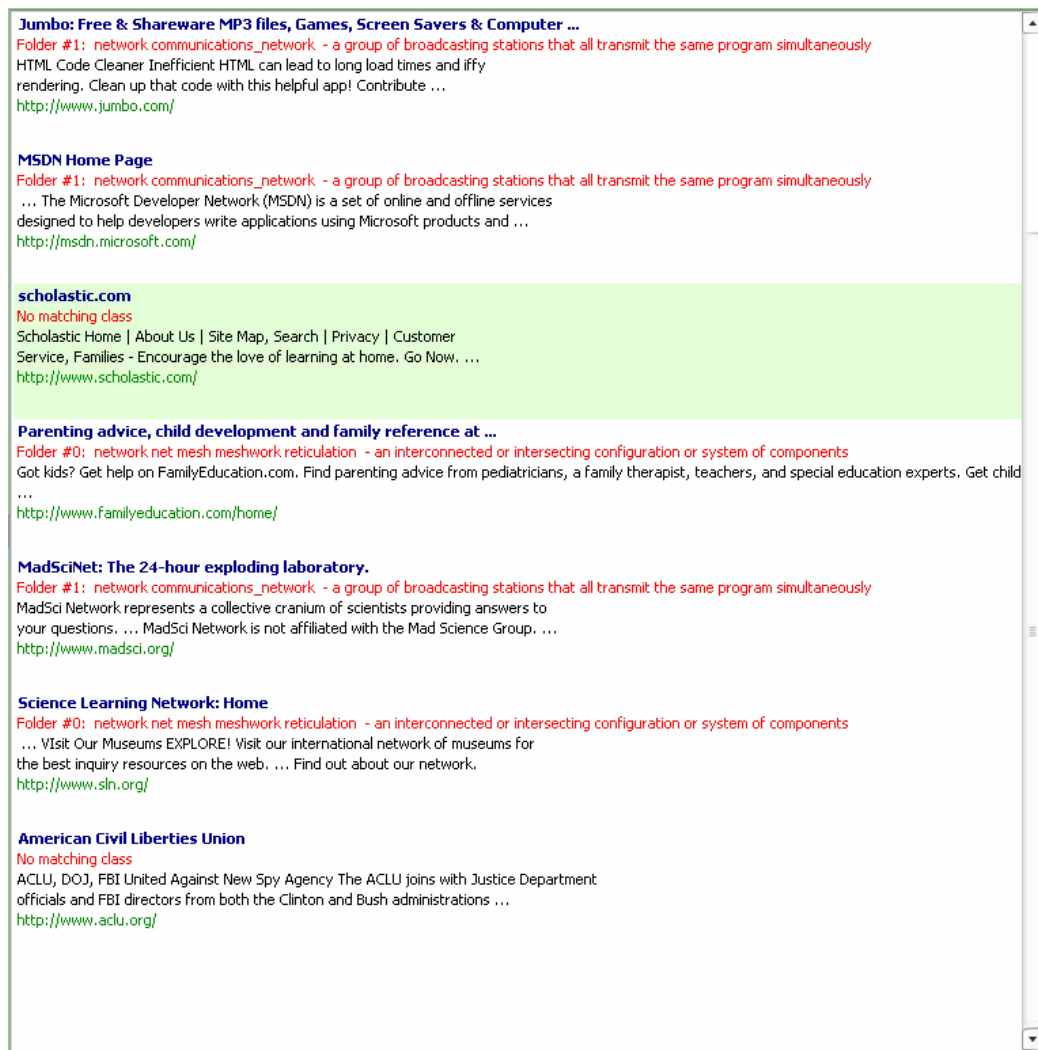 Jumbo: Free & Shareware MP3 files, Games, Screen Savers & Computer ...
Folder #1:  network communications_network  - a group of broadcasting stations that all transmit the same program simultaneously
HTML Code Cleaner Inefficient HTML can lead to long load times and iffy
rendering. Clean up that code with this helpful app! Contribute ...
http://www.jumbo.com/
MSDN Home Page
Folder #1:  network communications_network  - a group of broadcasting stations that all transmit the same program simultaneously
... The Microsoft Developer Network (MSDN) is a set of online and offline services
designed to help developers write applications using Microsoft products and ...
http://msdn.microsoft.com/
scholastic.com
No matching class
Scholastic Home | About Us | Site Map, Search | Privacy | Customer
Service, Families - Encourage the love of learning at home. Go Now. ...
http://www.scholastic.com/
Parenting advice, child development and family reference at ...
Folder #0:  network net mesh meshwork reticulation  - an interconnected or intersecting configuration or system of components
Got kids? Get help on FamilyEducation.com. Find parenting advice from pediatricians, a family therapist, teachers, and special education experts. Get child
...
http://www.familyeducation.com/home/
MadSciNet: The 24-hour exploding laboratory.
Folder #1:  network communications_network  - a group of broadcasting stations that all transmit the same program simultaneously
MadSci Network represents a collective cranium of scientists providing answers to
your questions. ... MadSci Network is not affiliated with the Mad Science Group. ...
http://www.madsci.org/
Science Learning Network: Home
Folder #0:  network net mesh meshwork reticulation  - an interconnected or intersecting configuration or system of components
... VIsit Our Museums EXPLORE! Visit our international network of museums for
the best inquiry resources on the web. ... Find out about our network.
http://www.sln.org/
American Civil Liberties Union
No matching class
ACLU, DOJ, FBI United Against New Spy Agency The ACLU joins with Justice Department
officials and FBI directors from both the Clinton and Bush administrations ...
http://www.aclu.org/